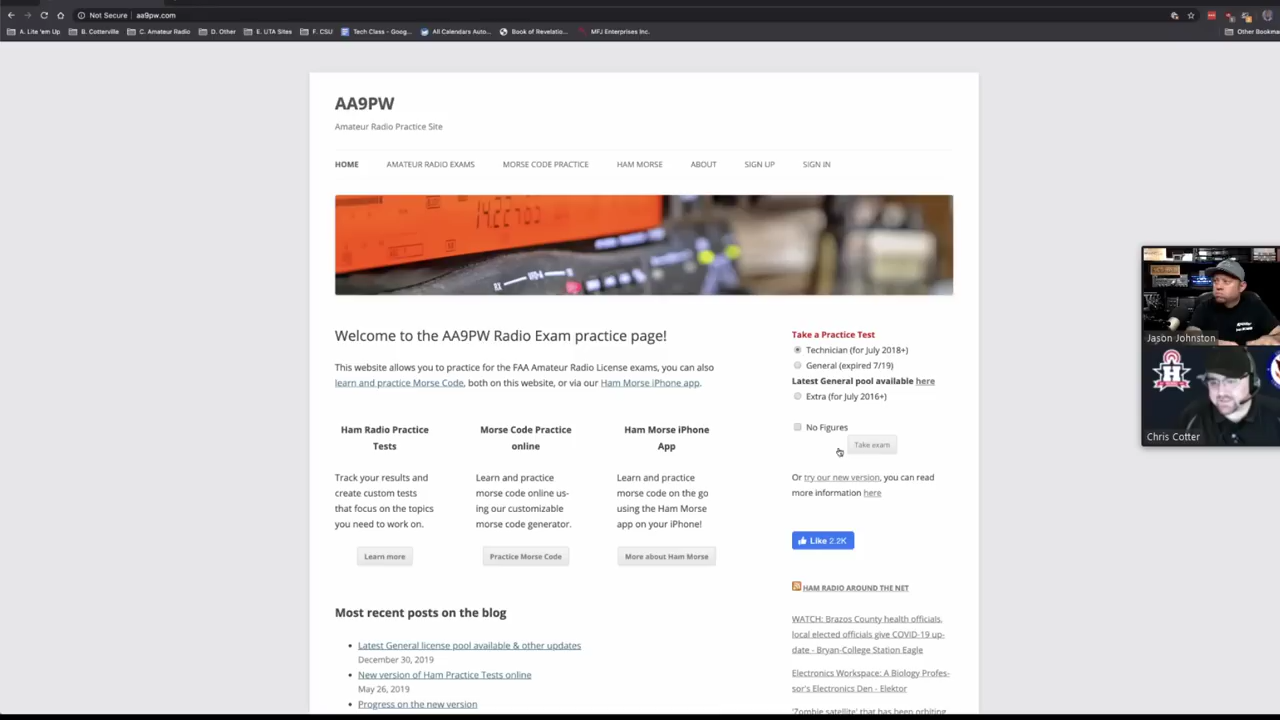 Not Secure | aa9pw.com
A. Lite 'em Up
B. Cotterville
C. Amateur Radio
D. Other
E. UTA Sites
F. CSU
Tech Class - Goog...
All Calendars Auto...
Book of Revelatio...
MFJ Enterprises Inc.
Other Bookma
AA9PW
Amateur Radio Practice Site
HOME AMATEUR RADIO EXAMS MORSE CODE PRACTICE HAM MORSE ABOUT SIGN UP SIGN IN
Welcome to the AA9PW Radio Exam practice page!
This website allows you to practice for the FAA Amateur Radio License exams, you can also
learn and practice Morse Code, both on this website, or via our Ham Morse iPhone app.
Ham Radio Practice
Tests
Track your results and
create custom tests
that focus on the topics
you need to work on.
Learn more
Morse Code Practice
online
Learn and practice
morse code online us-
ing our customizable
morse code generator.
Practice Morse Code
Ham Morse iPhone
App
Learn and practice
morse code on the go
using the Ham Morse
app on your iPhone!
More about Ham Morse
Most recent posts on the blog
Latest General license pool available & other updates
December 30, 2019
New version of Ham Practice Tests online
May 26, 2019
Progress on the new version
Take a Practice Test
Technician (for July 2018+)
General (expired 7/19)
Latest General pool available here
Extra (for July 2016+)
No Figures
Take exam
Or try our new version, you can read
more information here
Like 2.2K
HAM RADIO AROUND THE NET
WATCH: Brazos County health officials,
local elected officials give COVID-19 up-
date - Bryan-College Station Eagle
Electronics Workspace: A Biology Profes-
sor's Electronics Den - Elektor
'Zombie satellite' that has been orbiting
Jason Johnston
Chris Cotter